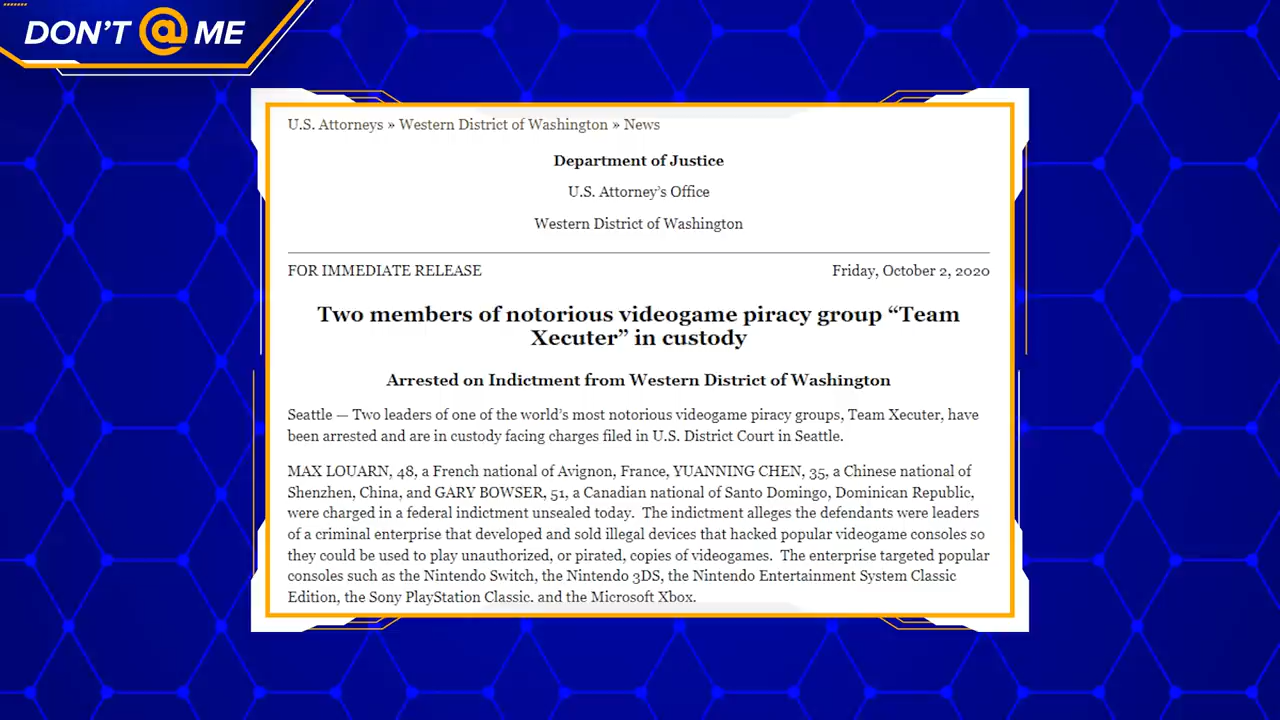 DON'T @ ME
U.S. Attorneys » Western District of Washington » News
Department of Justice
U.S. Attorney's Office
Western District of Washington
FOR IMMEDIATE RELEASE Friday, October 2, 2020
Two members of notorious videogame piracy group “Team
Xecuter” in custody
Arrested on Indictment from Western District of Washington
Seattle — Two leaders of one of the world's most notorious videogame piracy groups, Team Xecuter, have
been arrested and are in custody facing charges filed in U.S. District Court in Seattle.
MAX LOUARN, 48, a French national of Avignon, France, YUANNING CHEN, 35, a Chinese national of
Shenzhen, China, and GARY BOWSER, 51, a Canadian national of Santo Domingo, Dominican Republic,
were charged in a federal indictment unsealed today.  The indictment alleges the defendants were leaders
of a criminal enterprise that developed and sold illegal devices that hacked popular videogame consoles so
they could be used to play unauthorized, or pirated, copies of videogames.  The enterprise targeted popular
consoles such as the Nintendo Switch, the Nintendo 3DS, the Nintendo Entertainment System Classic
Edition, the Sony PlayStation Classic, and the Microsoft Xbox.